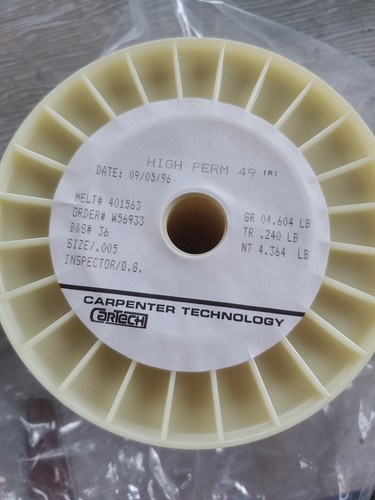 HIGH PERM 49 (R)
DATE: 09/05/96
MELT# 401563
ORDER# W56933
B&S# 36
SIZE/.005
INSPECTOR/D.G.
GR 04.604 LB
TR .240 LB
NT 4.364 LB
CARPENTER TECHNOLOGY
CARTECH